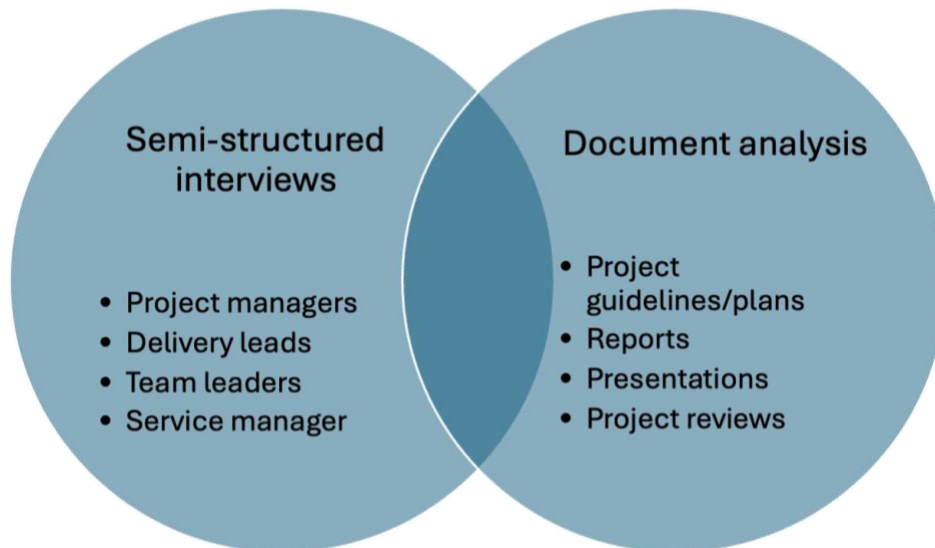 Semi-structured
interviews
• Project managers
• Delivery leads
• Team leaders
• Service manager
Document analysis
• Project
guidelines/plans
• Reports
• Presentations
• Project reviews